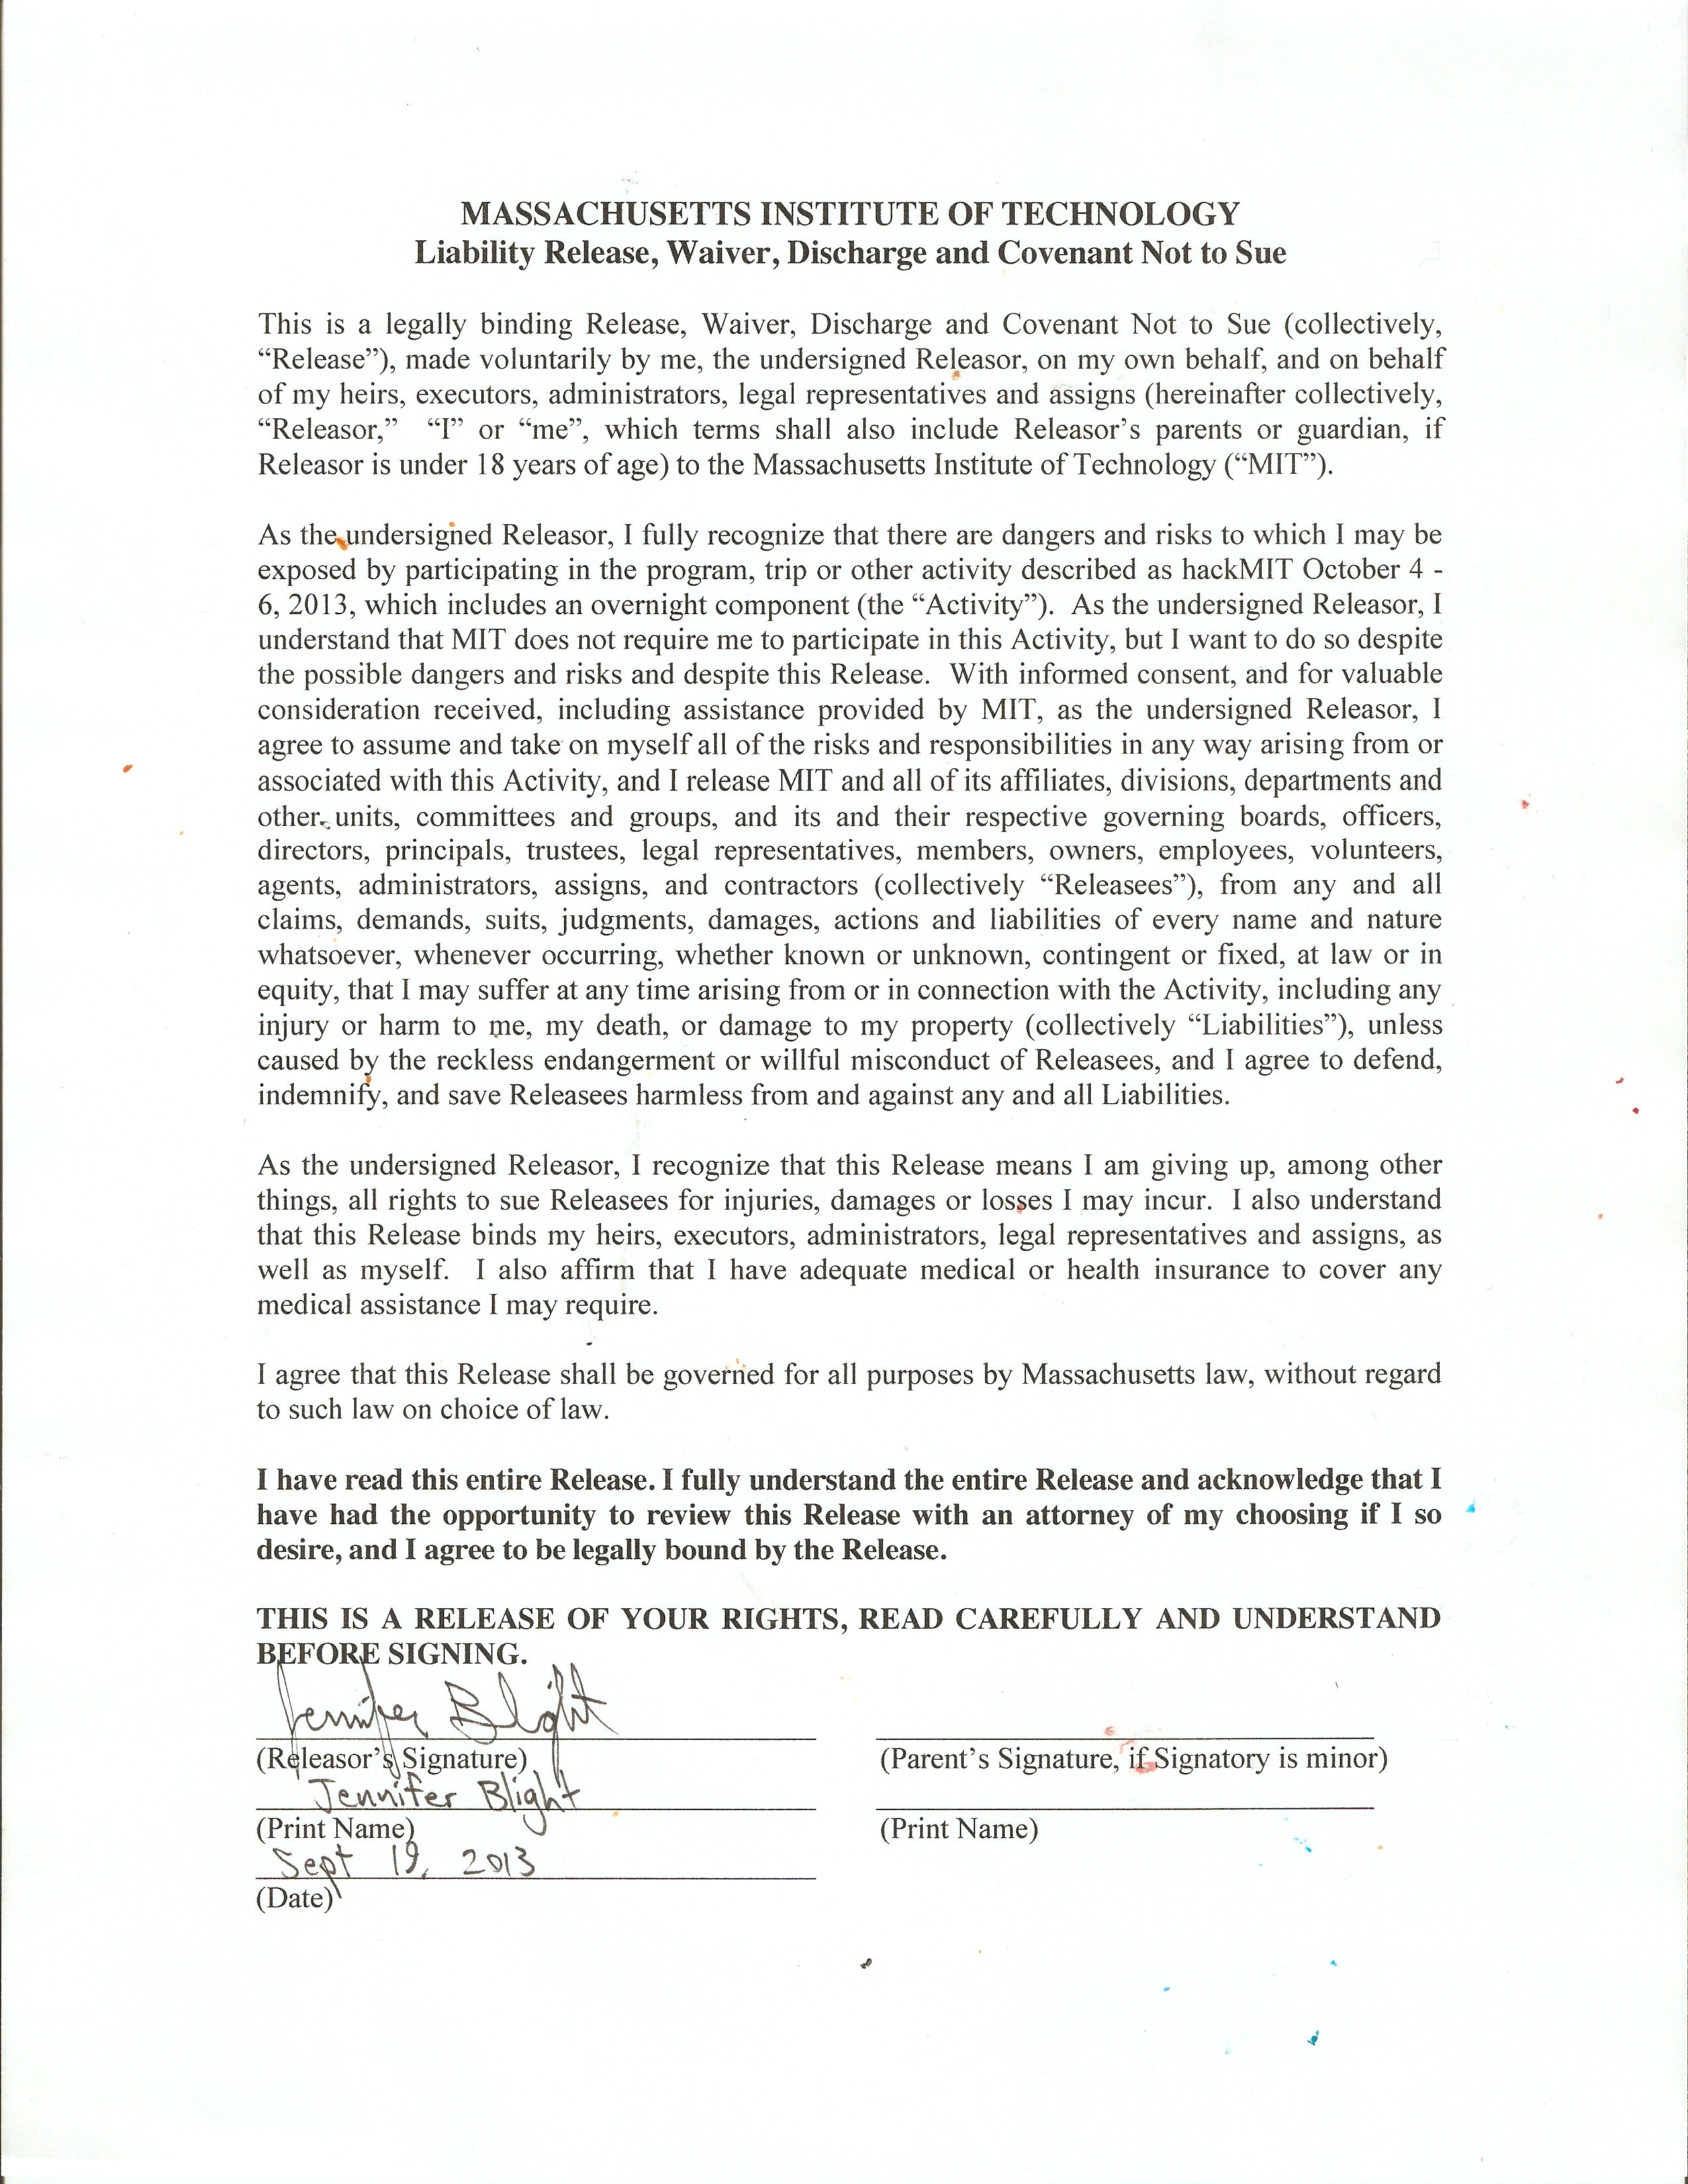 MASSACHUSETTS INSTITUTE OF TECHNOLOGY
Liability Release, Waiver, Discharge and Covenant Not to Sue
This is a legally binding Release, Waiver, Discharge and Covenant Not to Sue (collectively,
“Release”), made voluntarily by me, the undersigned Releasor, on my own behalf, and on behalf
of my heirs, executors, administrators, legal representatives and assigns (hereinafter collectively,
“Releasor,” “I” or “me”, which terms shall also include Releasor’s parents or guardian, if
Releasor is under 18 years of age) to the Massachusetts Institute of Technology (“MIT”).
As the undersigned Releasor, I fully recognize that there are dangers and risks to which I may be
exposed by participating in the program, trip or other activity described as hackMIT October 4 -
6, 2013, which includes an overnight component (the “Activity”). As the undersigned Releasor, I
understand that MIT does not require me to participate in this Activity, but I want to do so despite
the possible dangers and risks and despite this Release. With informed consent, and for valuable
consideration received, including assistance provided by MIT, as the undersigned Releasor, I
agree to assume and take on myself all of the risks and responsibilities in any way arising from or
associated with this Activity, and I release MIT and all of its affiliates, divisions, departments and
other units, committees and groups, and its and their respective governing boards, officers,
directors, principals, trustees, legal representatives, members, owners, employees, volunteers,
agents, administrators, assigns, and contractors (collectively “Releasees”), from any and all
claims, demands, suits, judgments, damages, actions and liabilities of every name and nature
whatsoever, whenever occurring, whether known or unknown, contingent or fixed, at law or in
equity, that I may suffer at any time arising from or in connection with the Activity, including any
injury or harm to me, my death, or damage to my property (collectively “Liabilities”), unless
caused by the reckless endangerment or willful misconduct of Releasees, and I agree to defend,
indemnify, and save Releasees harmless from and against any and all Liabilities.
As the undersigned Releasor, I recognize that this Release means I am giving up, among other
things, all rights to sue Releasees for injuries, damages or losses I may incur. I also understand
that this Release binds my heirs, executors, administrators, legal representatives and assigns, as
well as myself. I also affirm that I have adequate medical or health insurance to cover any
medical assistance I may require.
I agree that this Release shall be governed for all purposes by Massachusetts law, without regard
to such law on choice of law.
I have read this entire Release. I fully understand the entire Release and acknowledge that I
have had the opportunity to review this Release with an attorney of my choosing if I so
desire, and I agree to be legally bound by the Release.
THIS IS A RELEASE OF YOUR RIGHTS, READ CAREFULLY AND UNDERSTAND
BEFORE SIGNING.
Jennifer Blight
(Releasor’s Signature) (Parent’s Signature, if Signatory is minor)
Jennifer Blight
(Print Name) (Print Name)
Sept 19, 2013
(Date)